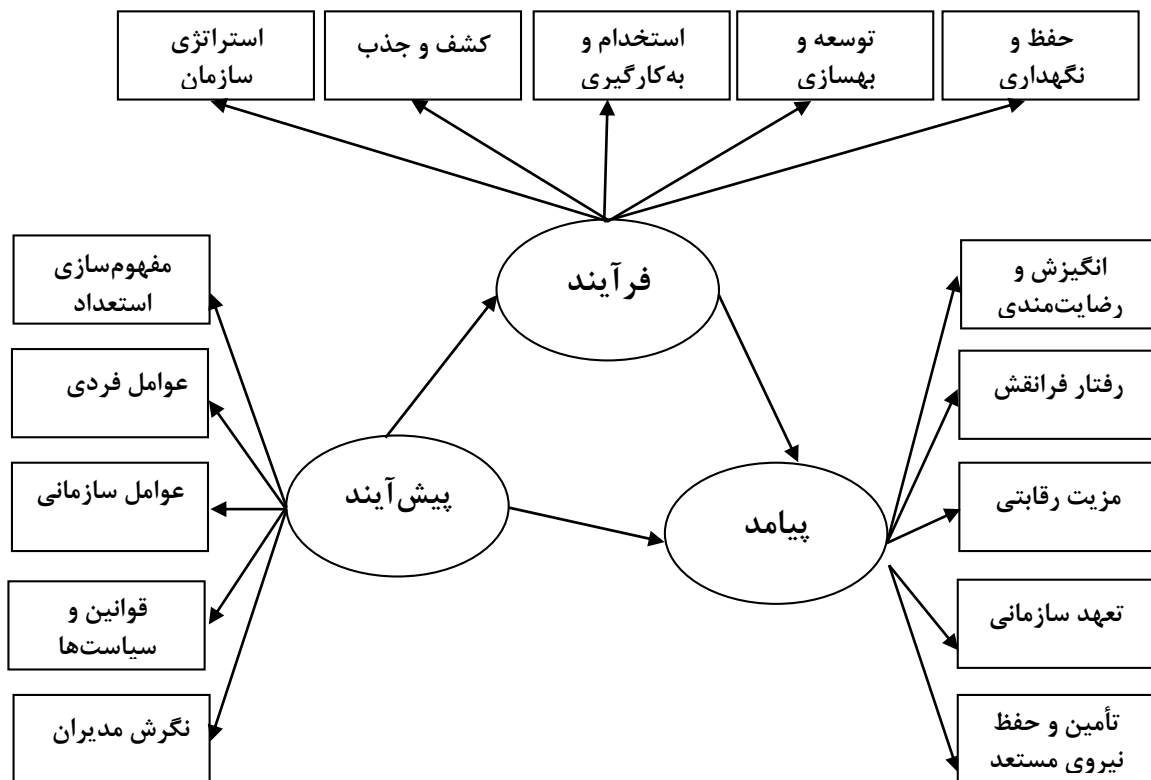 حفظ و
نگهداری
توسعه و
بهسازی
استخدام و
به‌کارگیری
کشف و جذب
استراتژی
سازمان
فرآیند
انگیزش و
رضایت‌مندی
رفتار فرانقش
مزیت رقابتی
تعهد سازمانی
تأمین و حفظ
نیروی مستعد
پیامد
پیش‌آیند
مفهوم‌سازی
استعداد
عوامل فردی
عوامل سازمانی
قوانین و
سیاست‌ها
نگرش مدیران